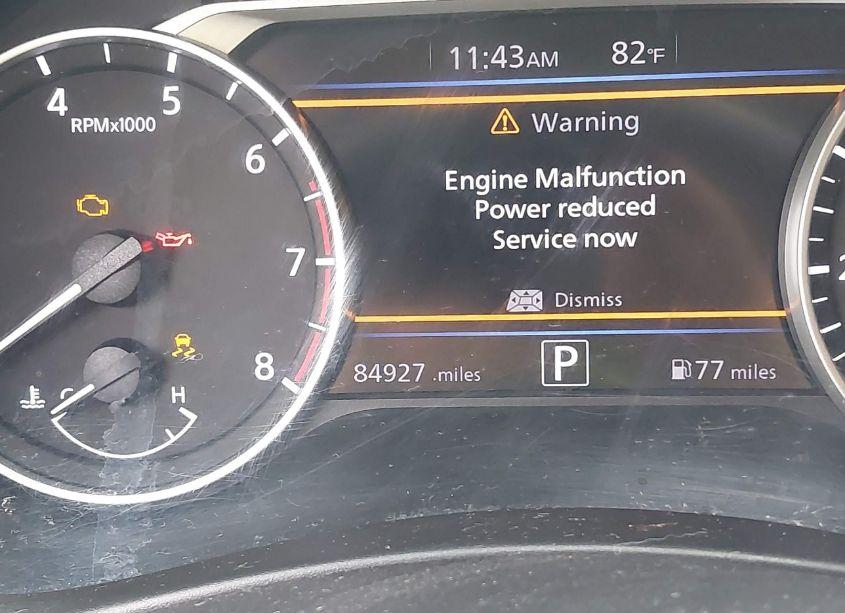 11:43AM 82°F
4 5
RPMx1000
6
7
8
Warning
Engine Malfunction
Power reduced
Service now
Dismiss
84927 .miles P 77 miles
C H
2